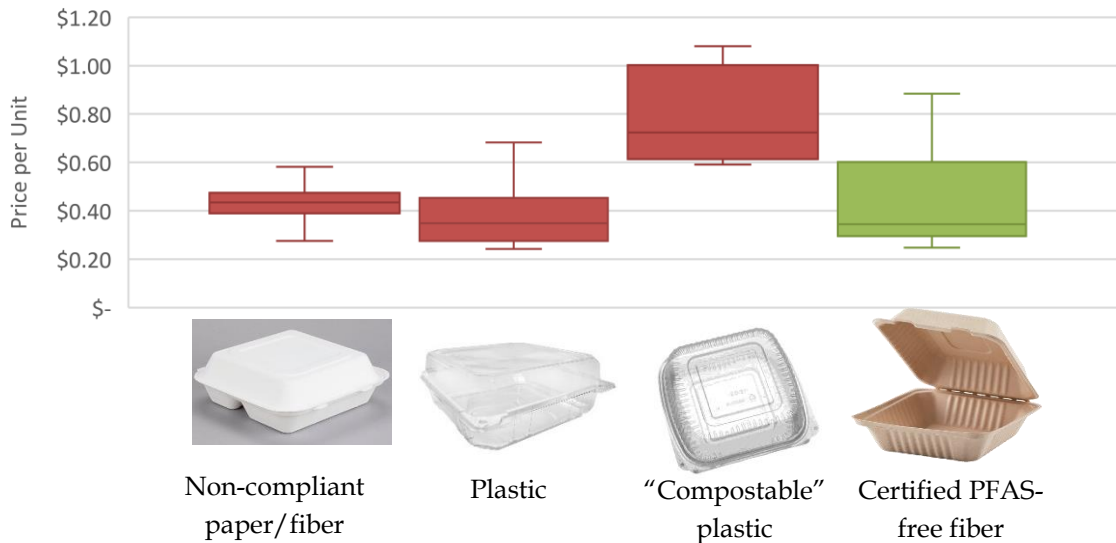 $1.20
$1.00
$0.80
$0.60
$0.40
$0.20
$-
Price per Unit
Non-compliant
paper/fiber
Plastic
“Compostable”
plastic
Certified PFAS-
free fiber